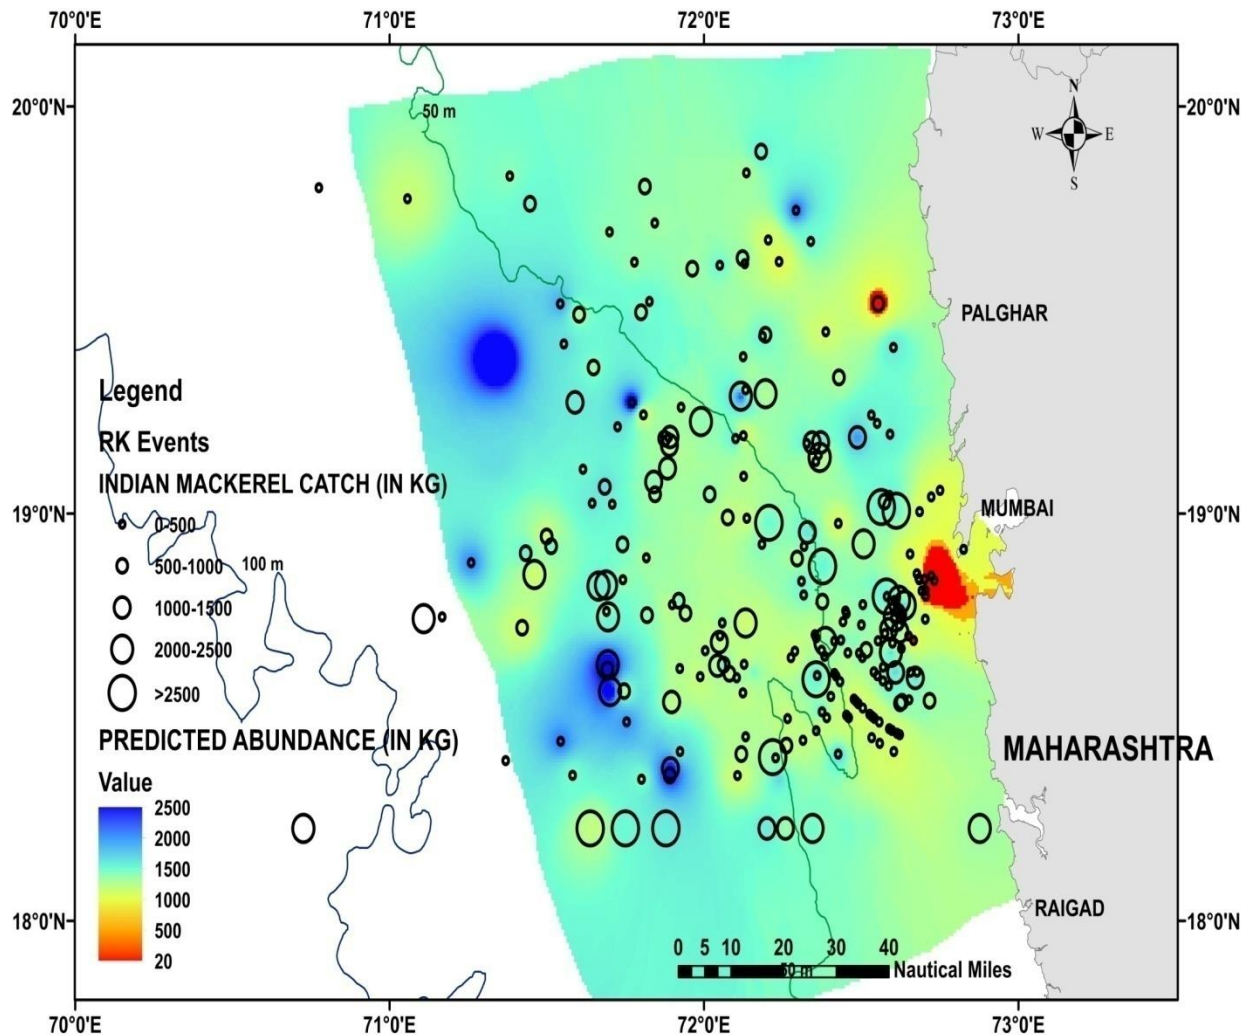 70°0'E 71°0'E 72°0'E 73°0'E
N
W E
S
20°0'N 20°0'N
50 m
PALGHAR
Legend
RK Events
INDIAN MACKEREL CATCH (IN KG)
0-500
500-1000
1000-1500
2000-2500
>2500
100 m
19°0'N
MUMBAI
PREDICTED ABUNDANCE (IN KG)
MAHARASHTRA
Value
2500
2000
1500
1000
500
20
RAIGAD
18°0'N 18°0'N
0 5 10 20 30 40
50 m
Nautical Miles
70°0'E 71°0'E 72°0'E 73°0'E
19°0'N